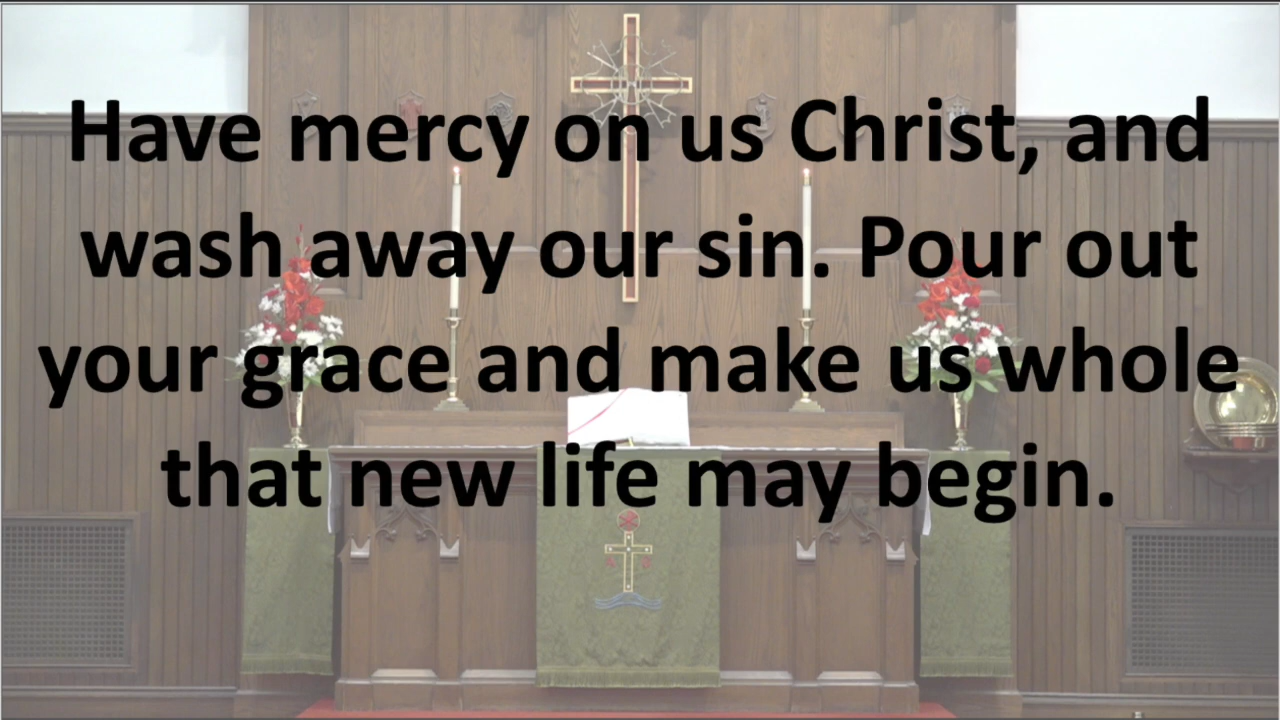 Have mercy on us Christ, and
wash away our sin. Pour out
your grace and make us whole
that new life may begin.